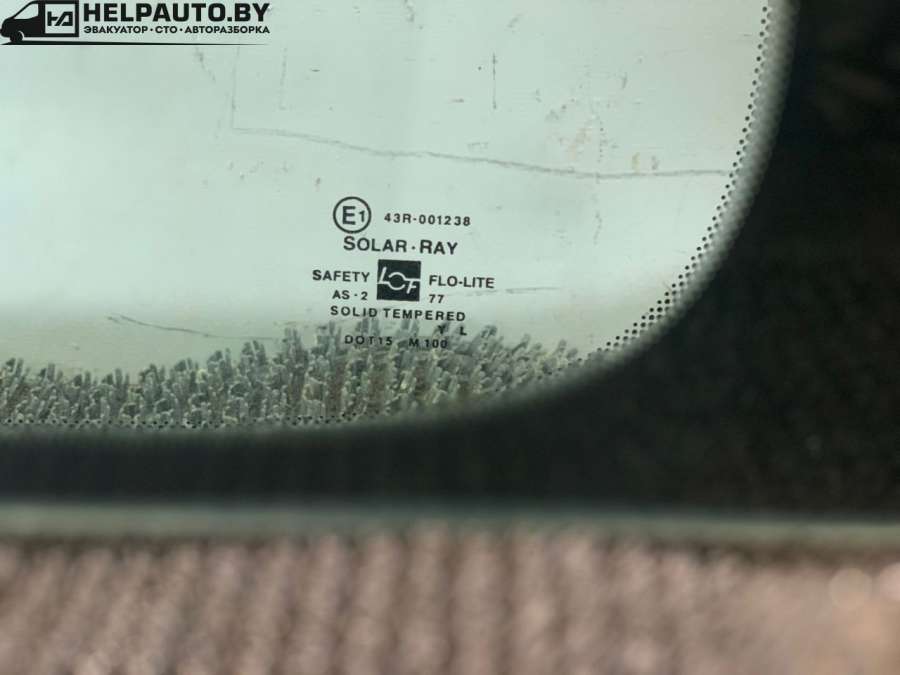 HELPAUTO.BY
ЭВАКУАТОР · СТО · АВТОРАЗБОРКА
E1 43R-001238
SOLAR·RAY
SAFETY LOF FLO-LITE
AS·2 77
SOLID TEMPERED
Y L
DOT15 M100